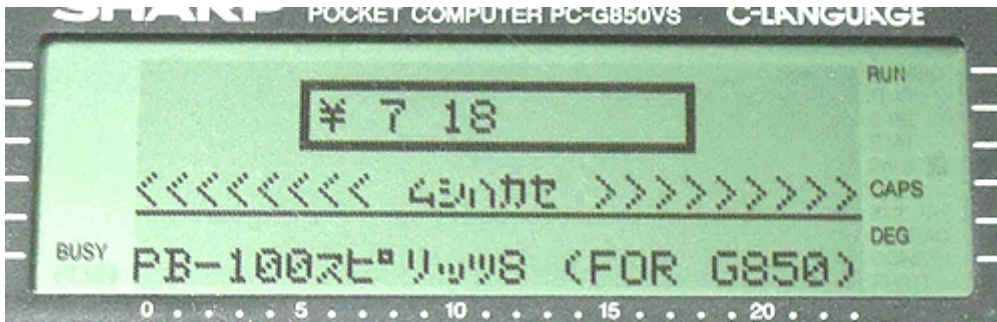 SHARP POCKET COMPUTER PC-G850VS C-LANGUAGE
RUN
¥ 7 18
<<<<<<<< ムシハカセ >>>>>>>>> CAPS
DEG
BUSY PB-100スピリッツ8 (FOR G850)
0 5 10 15 20